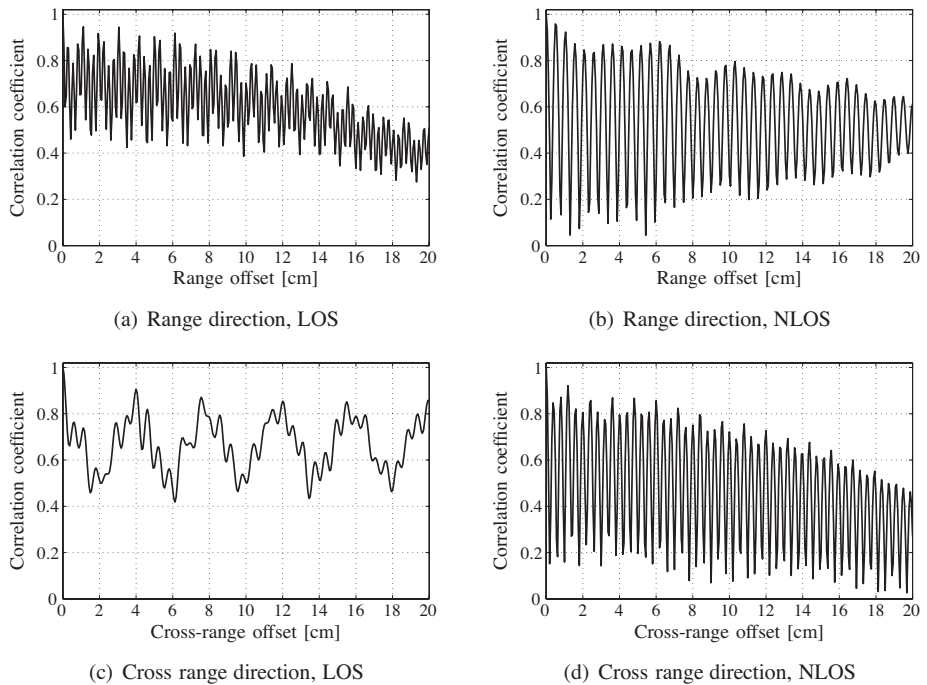 1
0.8
0.6
0.4
0.2
0
Correlation coefficient
0 2 4 6 8 10 12 14 16 18 20
Range offset [cm]
(a) Range direction, LOS
1
0.8
0.6
0.4
0.2
0
Correlation coefficient
0 2 4 6 8 10 12 14 16 18 20
Range offset [cm]
(b) Range direction, NLOS
1
0.8
0.6
0.4
0.2
0
Correlation coefficient
0 2 4 6 8 10 12 14 16 18 20
Cross-range offset [cm]
(c) Cross range direction, LOS
1
0.8
0.6
0.4
0.2
0
Correlation coefficient
0 2 4 6 8 10 12 14 16 18 20
Cross-range offset [cm]
(d) Cross range direction, NLOS